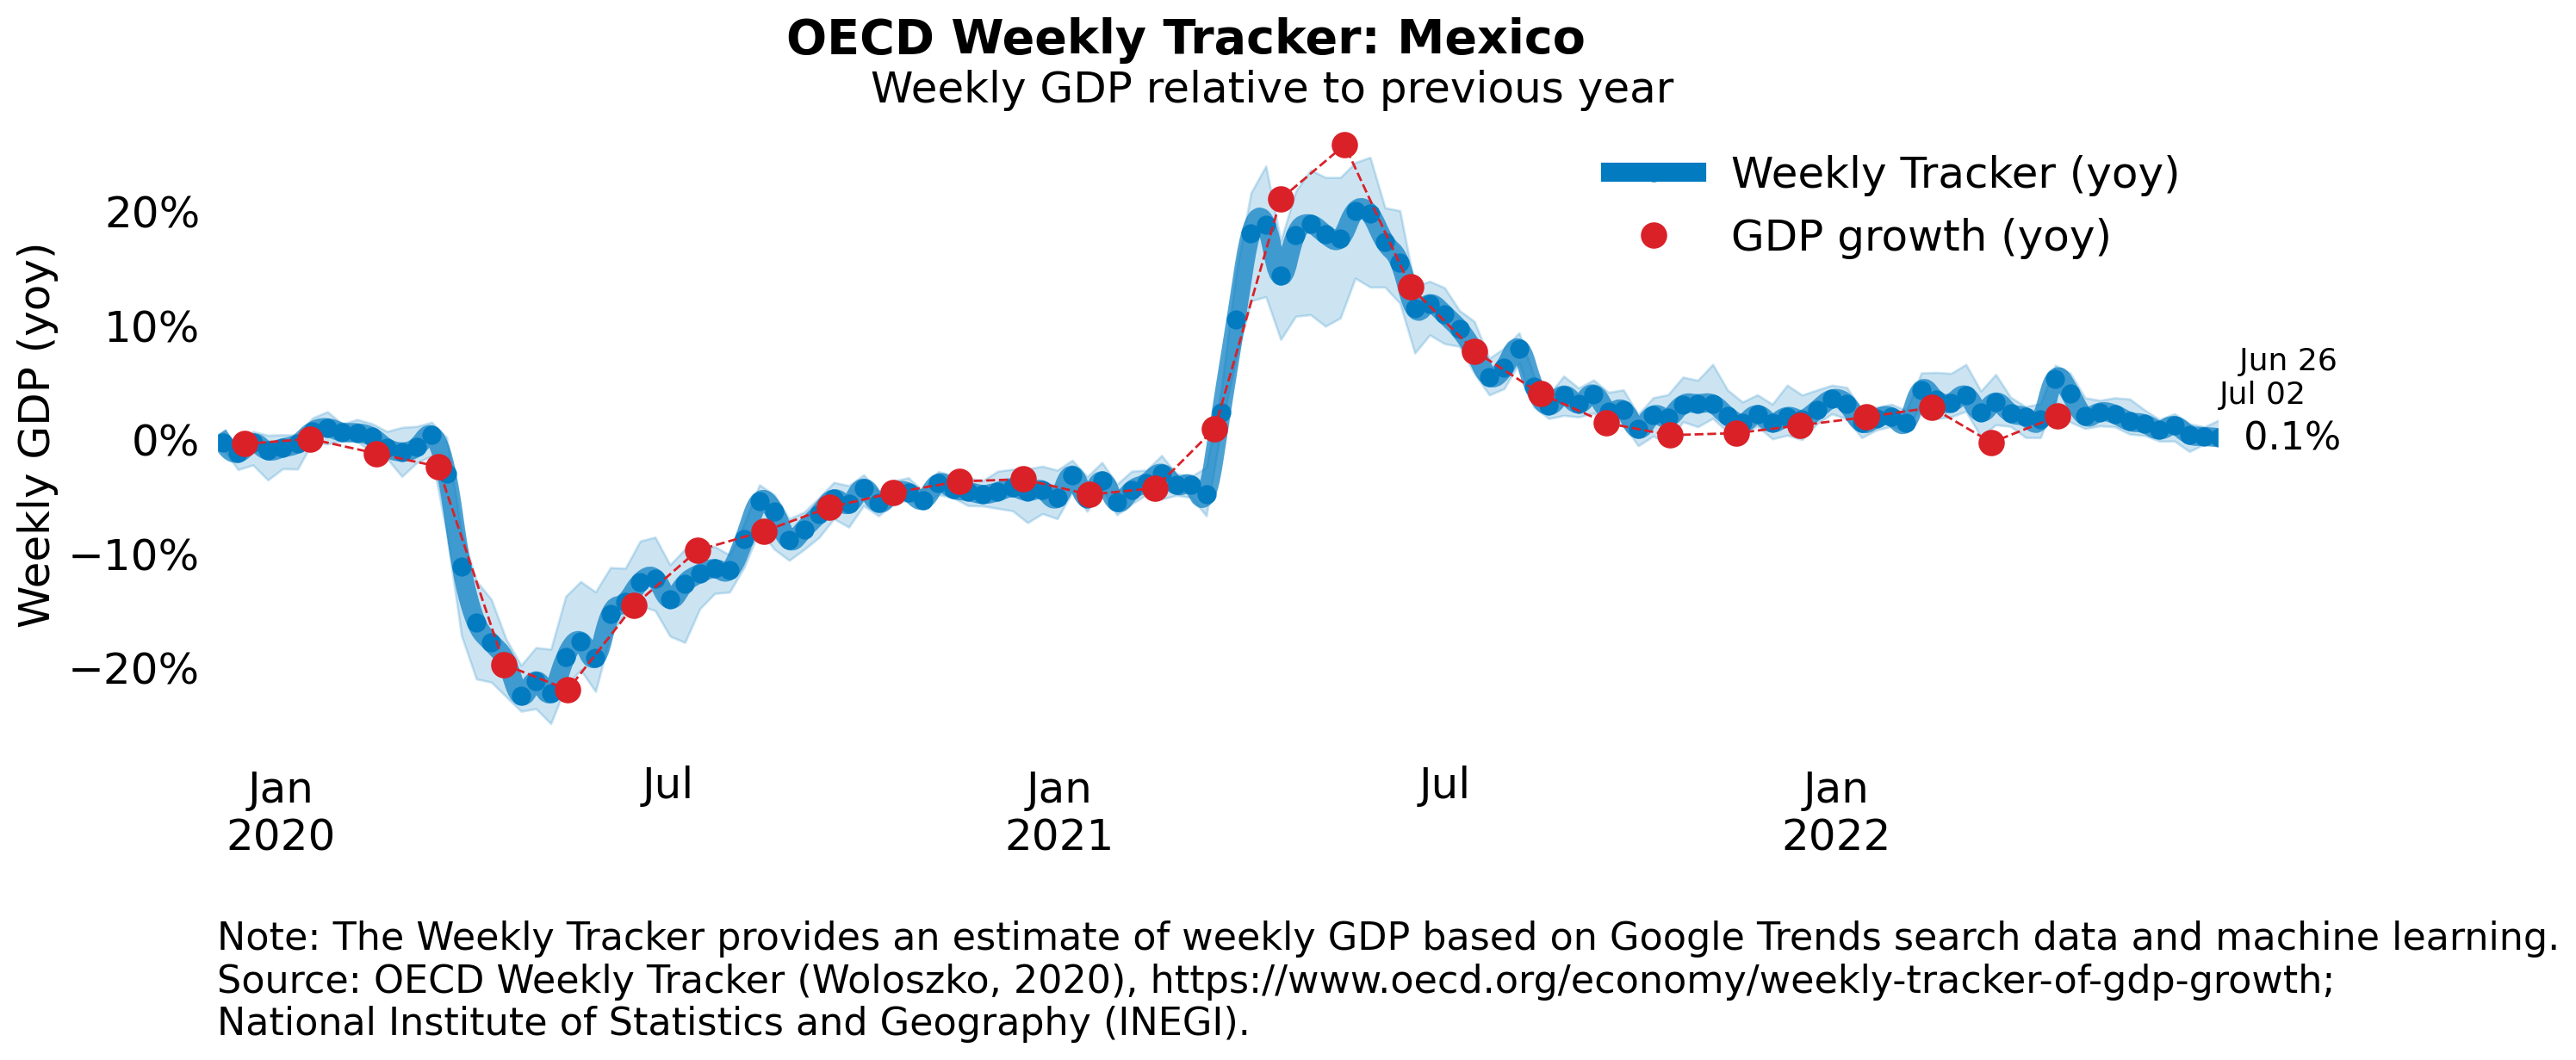 OECD Weekly Tracker: Mexico
Weekly GDP relative to previous year
Weekly Tracker (yoy)
GDP growth (yoy)
Weekly GDP (yoy)
20%
10%
0%
−10%
−20%
Jun 26
Jul 02
0.1%
Jan
2020
Jul
Jan
2021
Jul
Jan
2022
Note: The Weekly Tracker provides an estimate of weekly GDP based on Google Trends search data and machine learning.
Source: OECD Weekly Tracker (Woloszko, 2020), https://www.oecd.org/economy/weekly-tracker-of-gdp-growth;
National Institute of Statistics and Geography (INEGI).